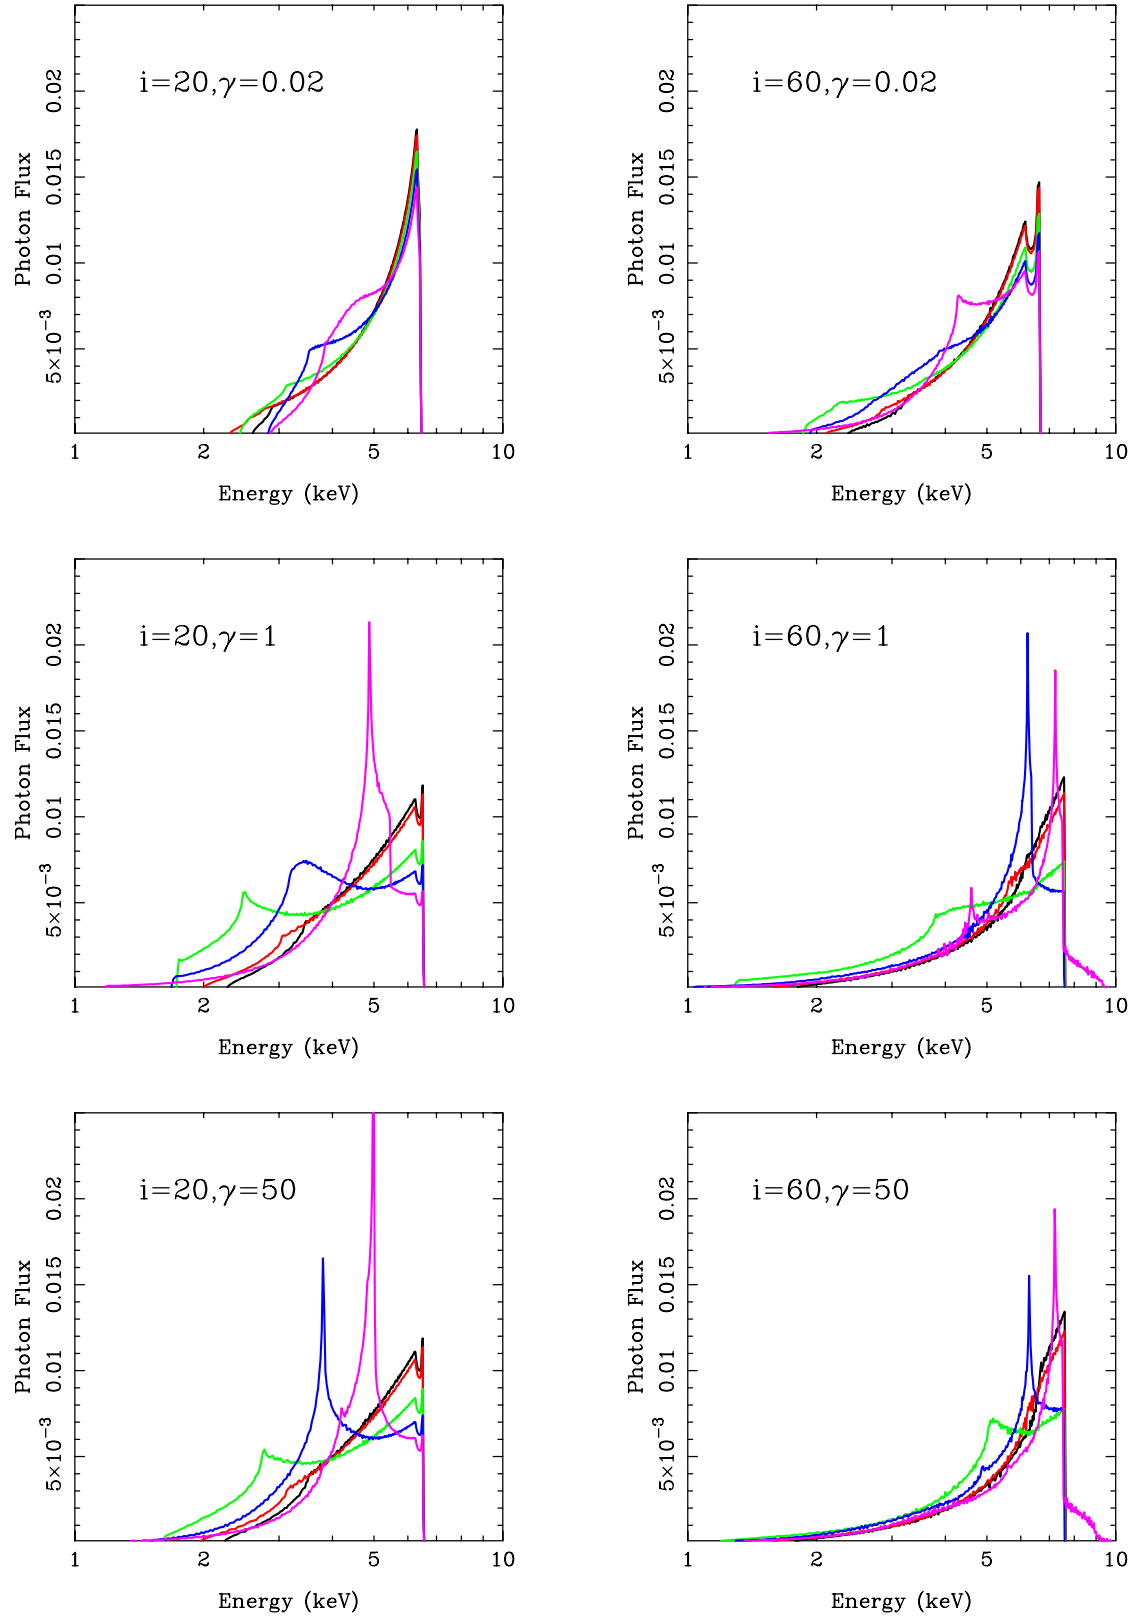 i=20,γ=0.02
Photon Flux
5×10⁻³ 0.01 0.015 0.02
1 2 5 10
Energy (keV)
i=60,γ=0.02
Photon Flux
5×10⁻³ 0.01 0.015 0.02
1 2 5 10
Energy (keV)
i=20,γ=1
Photon Flux
5×10⁻³ 0.01 0.015 0.02
1 2 5 10
Energy (keV)
i=60,γ=1
Photon Flux
5×10⁻³ 0.01 0.015 0.02
1 2 5 10
Energy (keV)
i=20,γ=50
Photon Flux
5×10⁻³ 0.01 0.015 0.02
1 2 5 10
Energy (keV)
i=60,γ=50
Photon Flux
5×10⁻³ 0.01 0.015 0.02
1 2 5 10
Energy (keV)